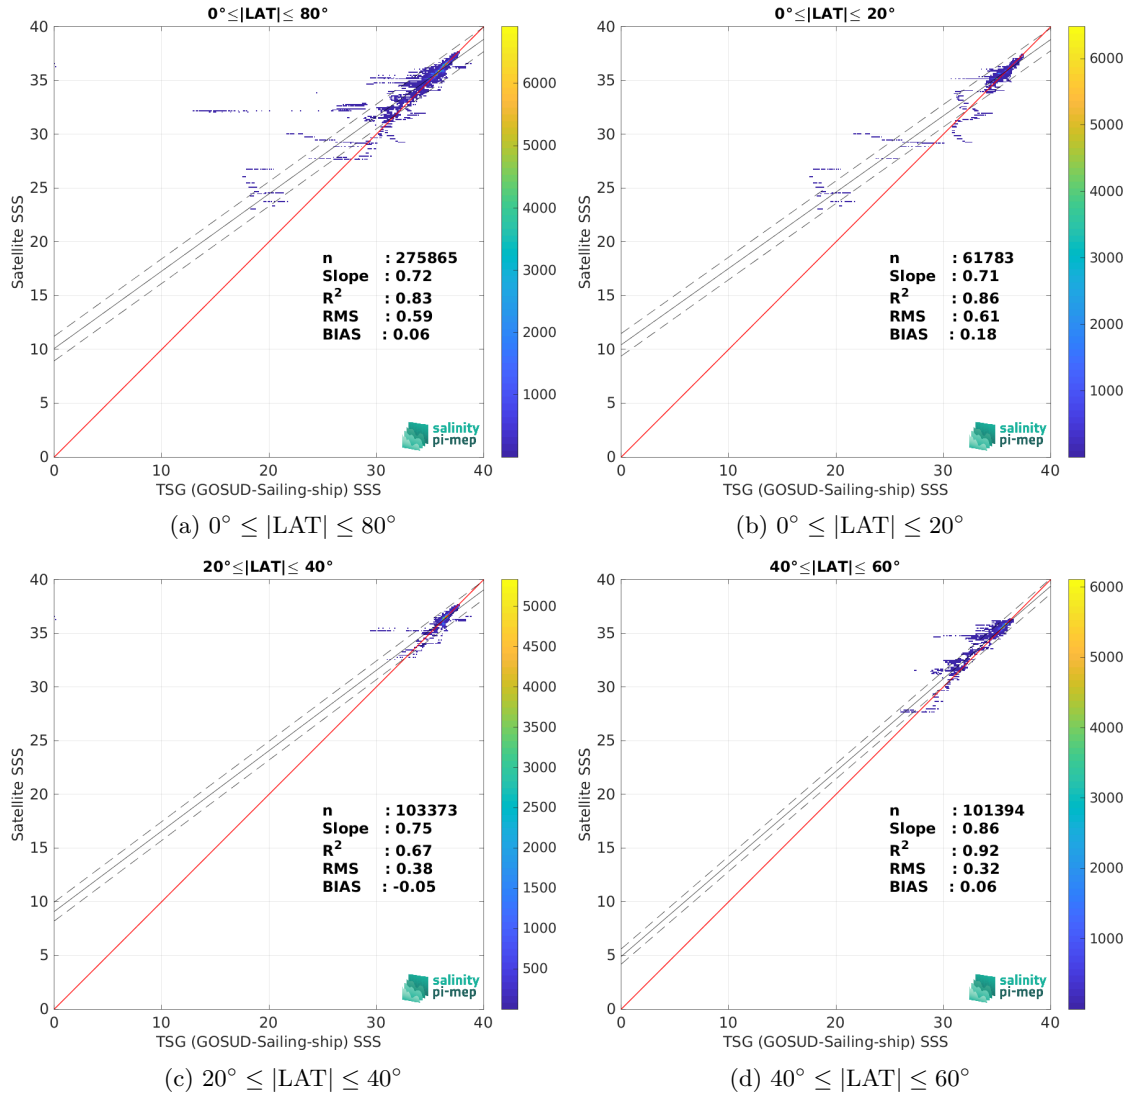 0°≤|LAT|≤ 80°
Satellite SSS
40
35
30
25
20
15
10
5
0
n : 275865
Slope : 0.72
R² : 0.83
RMS : 0.59
BIAS : 0.06
salinity
pi-mep
0 10 20 30 40
TSG (GOSUD-Sailing-ship) SSS
6000
5000
4000
3000
2000
1000
(a) 0° ≤ |LAT| ≤ 80°
0°≤|LAT|≤ 20°
Satellite SSS
40
35
30
25
20
15
10
5
0
n : 61783
Slope : 0.71
R² : 0.86
RMS : 0.61
BIAS : 0.18
salinity
pi-mep
0 10 20 30 40
TSG (GOSUD-Sailing-ship) SSS
6000
5000
4000
3000
2000
1000
(b) 0° ≤ |LAT| ≤ 20°
20°≤|LAT|≤ 40°
Satellite SSS
40
35
30
25
20
15
10
5
0
n : 103373
Slope : 0.75
R² : 0.67
RMS : 0.38
BIAS : -0.05
salinity
pi-mep
0 10 20 30 40
TSG (GOSUD-Sailing-ship) SSS
5000
4500
4000
3500
3000
2500
2000
1500
1000
500
(c) 20° ≤ |LAT| ≤ 40°
40°≤|LAT|≤ 60°
Satellite SSS
40
35
30
25
20
15
10
5
0
n : 101394
Slope : 0.86
R² : 0.92
RMS : 0.32
BIAS : 0.06
salinity
pi-mep
0 10 20 30 40
TSG (GOSUD-Sailing-ship) SSS
6000
5000
4000
3000
2000
1000
(d) 40° ≤ |LAT| ≤ 60°